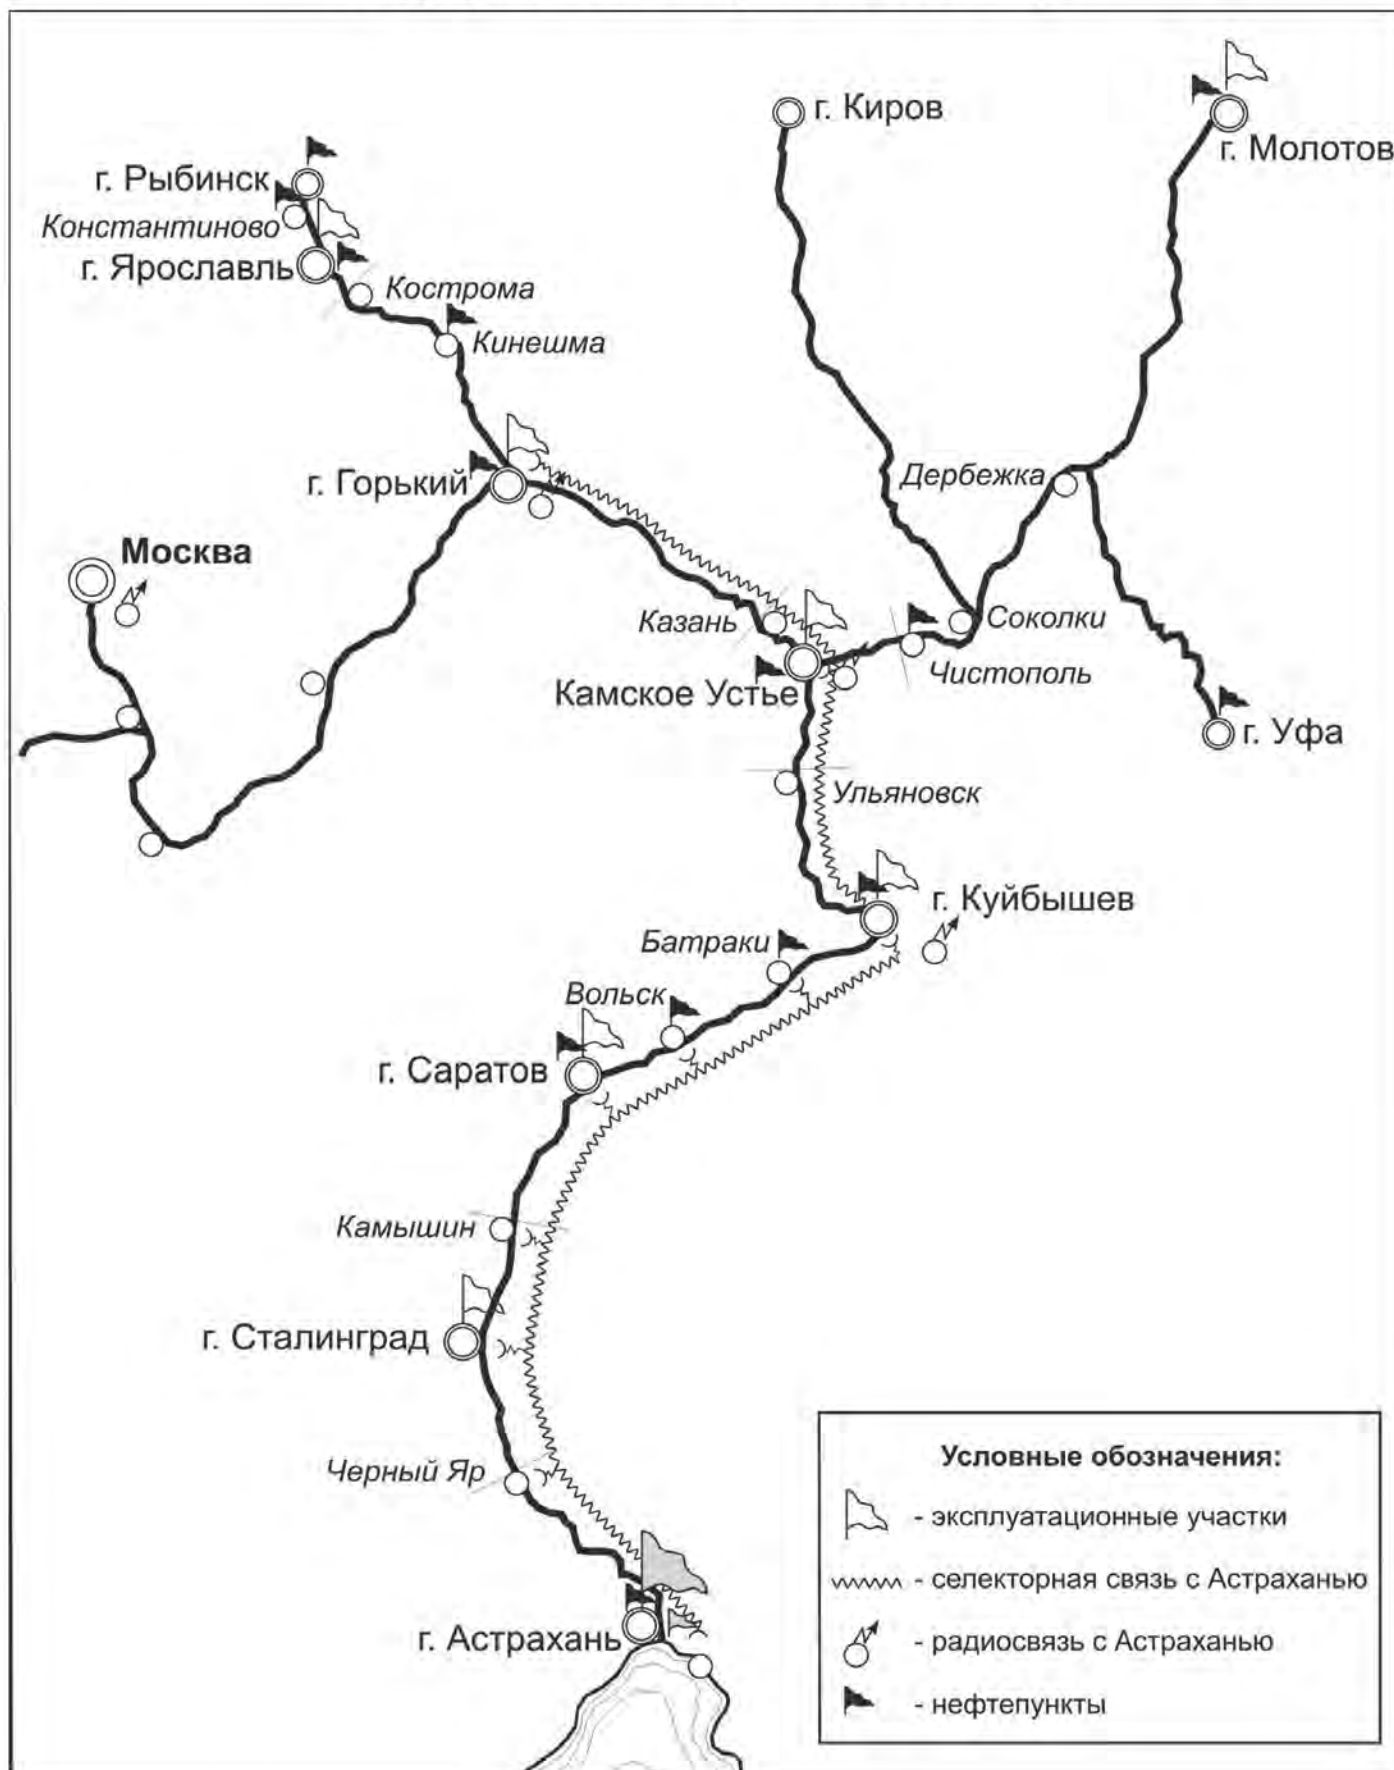 г. Киров
г. Молотов
г. Рыбинск
Константиново
г. Ярославль
Кострома
Кинешма
г. Горький
Дербежка
Москва
Казань
Соколки
Чистополь
Камское Устье
г. Уфа
Ульяновск
г. Куйбышев
Батраки
Вольск
г. Саратов
Камышин
г. Сталинград
Черный Яр
г. Астрахань
Условные обозначения:
- эксплуатационные участки
- селекторная связь с Астраханью
- радиосвязь с Астраханью
- нефтепункты